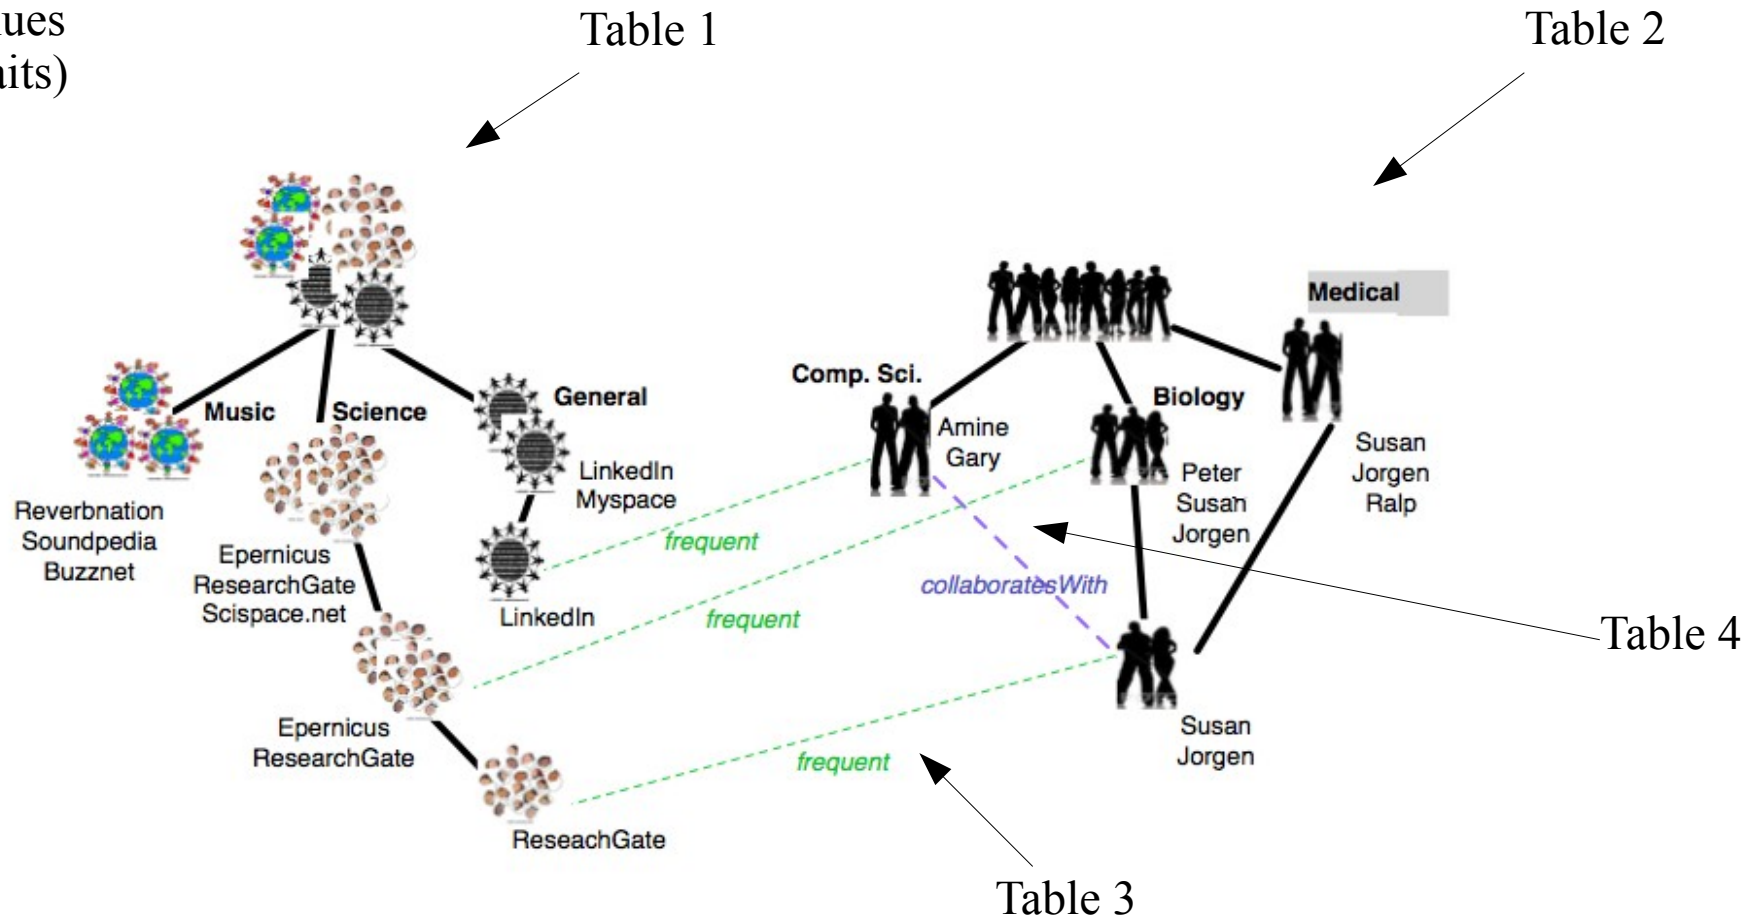 Table 1
Table 2
Medical
Comp. Sci.
Music
Science
General
Biology
Amine
Gary
Susan
Jorgen
Ralp
LinkedIn
Myspace
Peter
Susan
Jorgen
Reverbnation
Soundpedia
Buzznet
Epernicus
ResearchGate
Scispace.net
frequent
collaboratesWith
LinkedIn
frequent
Table 4
Epernicus
ResearchGate
Susan
Jorgen
frequent
ReseachGate
Table 3